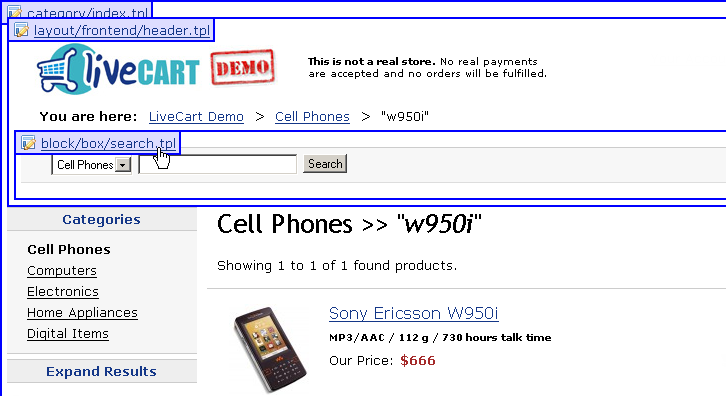 category/index.tpl
layout/frontend/header.tpl
liveCART DEMO
This is not a real store. No real payments
are accepted and no orders will be fulfilled.
You are here: LiveCart Demo > Cell Phones > "w950i"
block/box/search.tpl
Cell Phones Search
Categories
Cell Phones
Computers
Electronics
Home Appliances
Digital Items
Expand Results
Cell Phones >> "w950i"
Showing 1 to 1 of 1 found products.
Sony Ericsson W950i
MP3/AAC / 112 g / 730 hours talk time
Our Price: $666